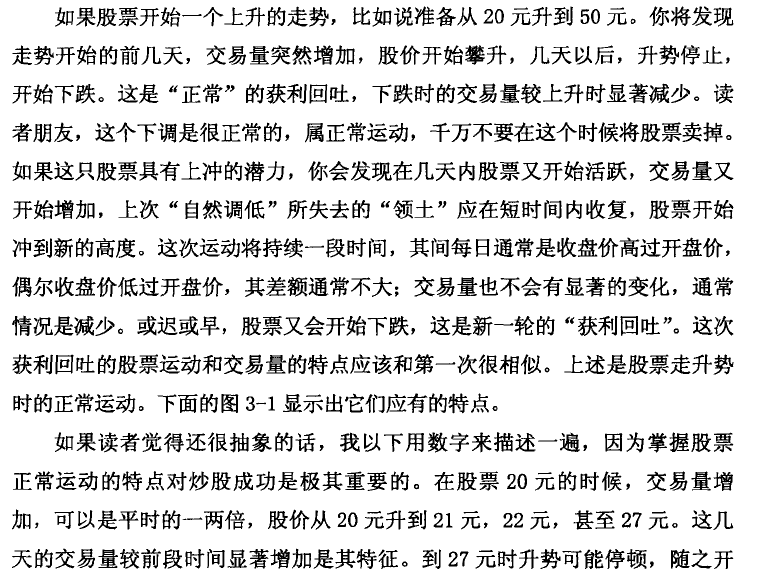 如果股票开始一个上升的走势，比如说准备从 20 元升到 50 元。你将发现
走势开始的前几天，交易量突然增加，股价开始攀升，几天以后，升势停止，
开始下跌。这是“正常”的获利回吐，下跌时的交易量较上升时显著减少。读
者朋友，这个下调是很正常的，属正常运动，千万不要在这个时候将股票卖掉。
如果这只股票具有上冲的潜力，你会发现在几天内股票又开始活跃，交易量又
开始增加，上次“自然调低”所失去的“领土”应在短时间内收复，股票开始
冲到新的高度。这次运动将持续一段时间，其间每日通常是收盘价高过开盘价，
偶尔收盘价低过开盘价，其差额通常不大；交易量也不会有显著的变化，通常
情况是减少。或迟或早，股票又会开始下跌，这是新一轮的“获利回吐”。这次
获利回吐的股票运动和交易量的特点应该和第一次很相似。上述是股票走升势
时的正常运动。下面的图 3-1 显示出它们应有的特点。
如果读者觉得还很抽象的话，我以下用数字来描述一遍，因为掌握股票
正常运动的特点对炒股成功是极其重要的。在股票 20 元的时候，交易量增
加，可以是平时的一两倍，股价从 20 元升到 21 元，22 元，甚至 27 元。这几
天的交易量较前段时间显著增加是其特征。到 27 元时升势可能停顿，随之开